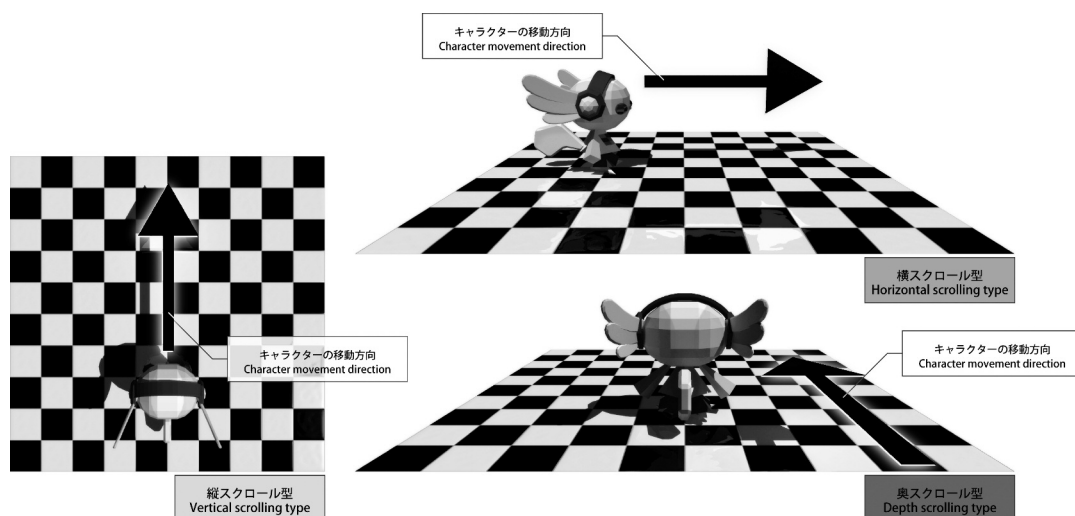 キャラクターの移動方向
Character movement direction
横スクロール型
Horizontal scrolling type
キャラクターの移動方向
Character movement direction
縦スクロール型
Vertical scrolling type
キャラクターの移動方向
Character movement direction
奥スクロール型
Depth scrolling type